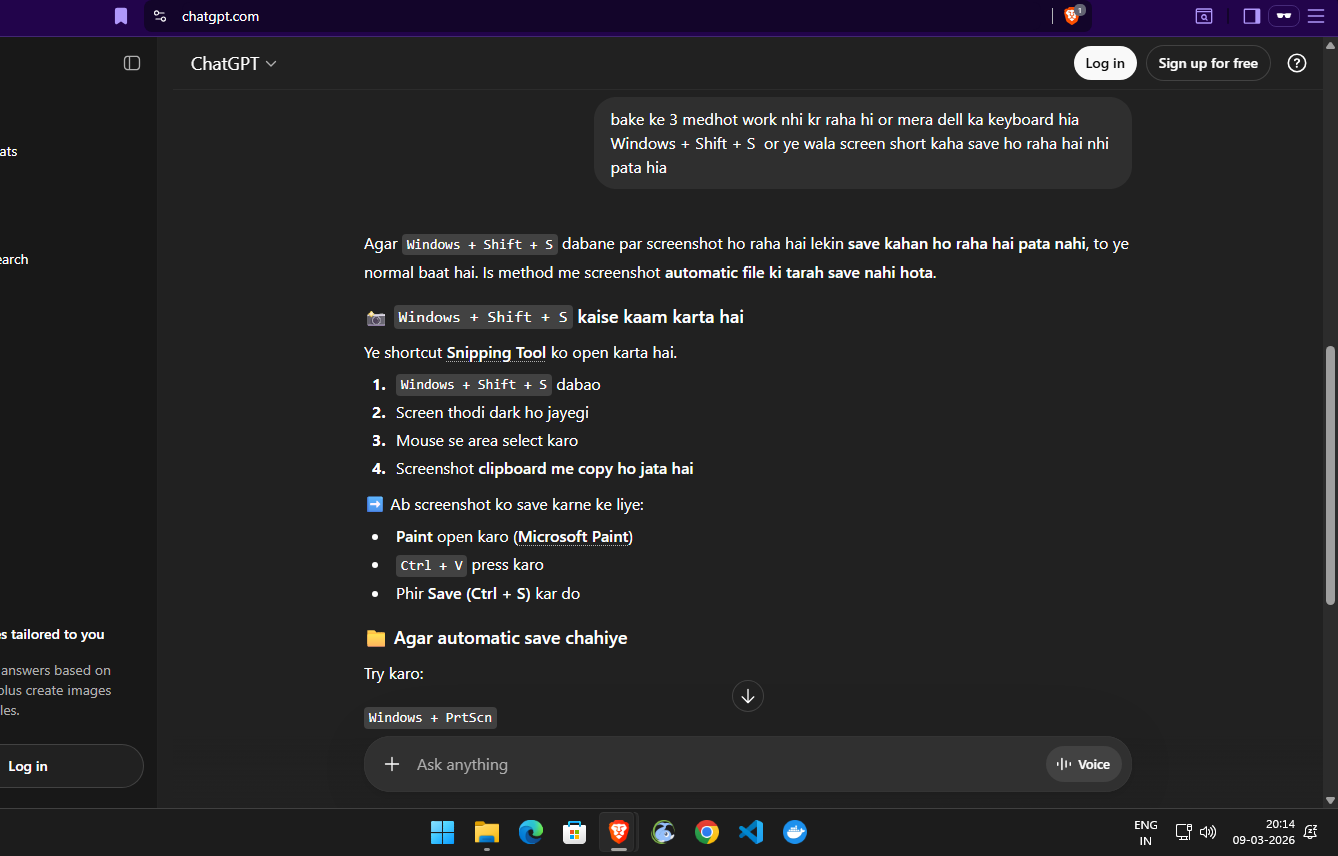 chatgpt.com
1
ChatGPT
Log in
Sign up for free
ats
earch
bake ke 3 medhot work nhi kr raha hi or mera dell ka keyboard hia
Windows + Shift + S  or ye wala screen short kaha save ho raha hai nhi
pata hia
Agar Windows + Shift + S dabane par screenshot ho raha hai lekin save kahan ho raha hai pata nahi, to ye
normal baat hai. Is method me screenshot automatic file ki tarah save nahi hota.
Windows + Shift + S kaise kaam karta hai
Ye shortcut Snipping Tool ko open karta hai.
1. Windows + Shift + S dabao
2. Screen thodi dark ho jayegi
3. Mouse se area select karo
4. Screenshot clipboard me copy ho jata hai
➡️ Ab screenshot ko save karne ke liye:
• Paint open karo (Microsoft Paint)
• Ctrl + V press karo
• Phir Save (Ctrl + S) kar do
Agar automatic save chahiye
Try karo:
Windows + PrtScn
s tailored to you
answers based on
plus create images
les.
Log in
Ask anything
Voice
ENG
IN
20:14
09-03-2026